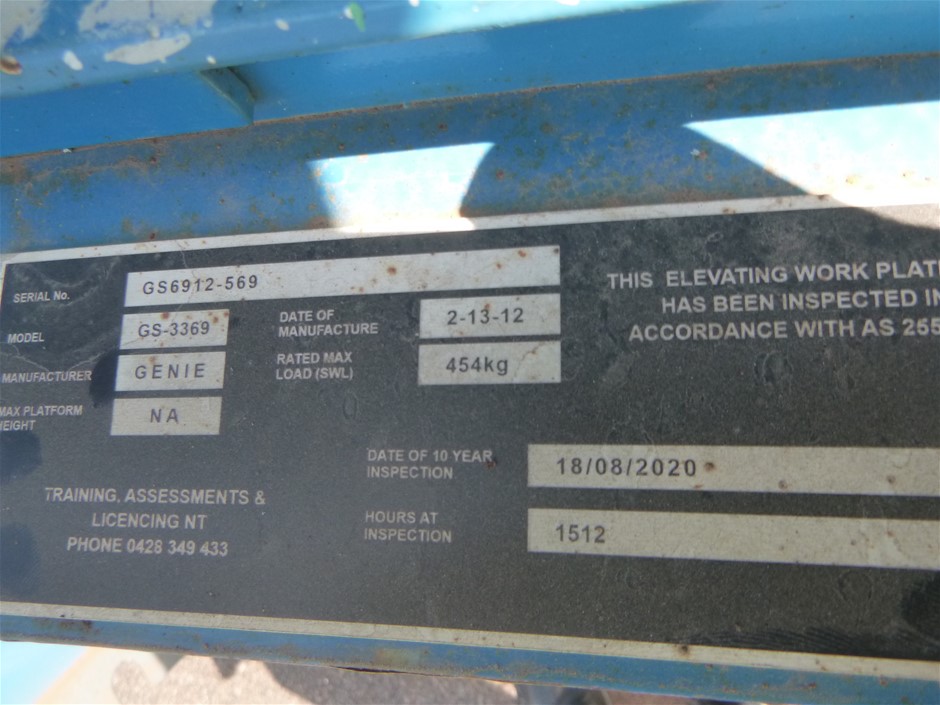 SERIAL No. GS6912-569
MODEL GS-3369
DATE OF MANUFACTURE 2-13-12
MANUFACTURER GENIE
RATED MAX LOAD (SWL) 454kg
MAX PLATFORM HEIGHT NA
THIS ELEVATING WORK PLAT
HAS BEEN INSPECTED IN
ACCORDANCE WITH AS 255
DATE OF 10 YEAR INSPECTION 18/08/2020
HOURS AT INSPECTION 1512
TRAINING, ASSESSMENTS &
LICENCING NT
PHONE 0428 349 433